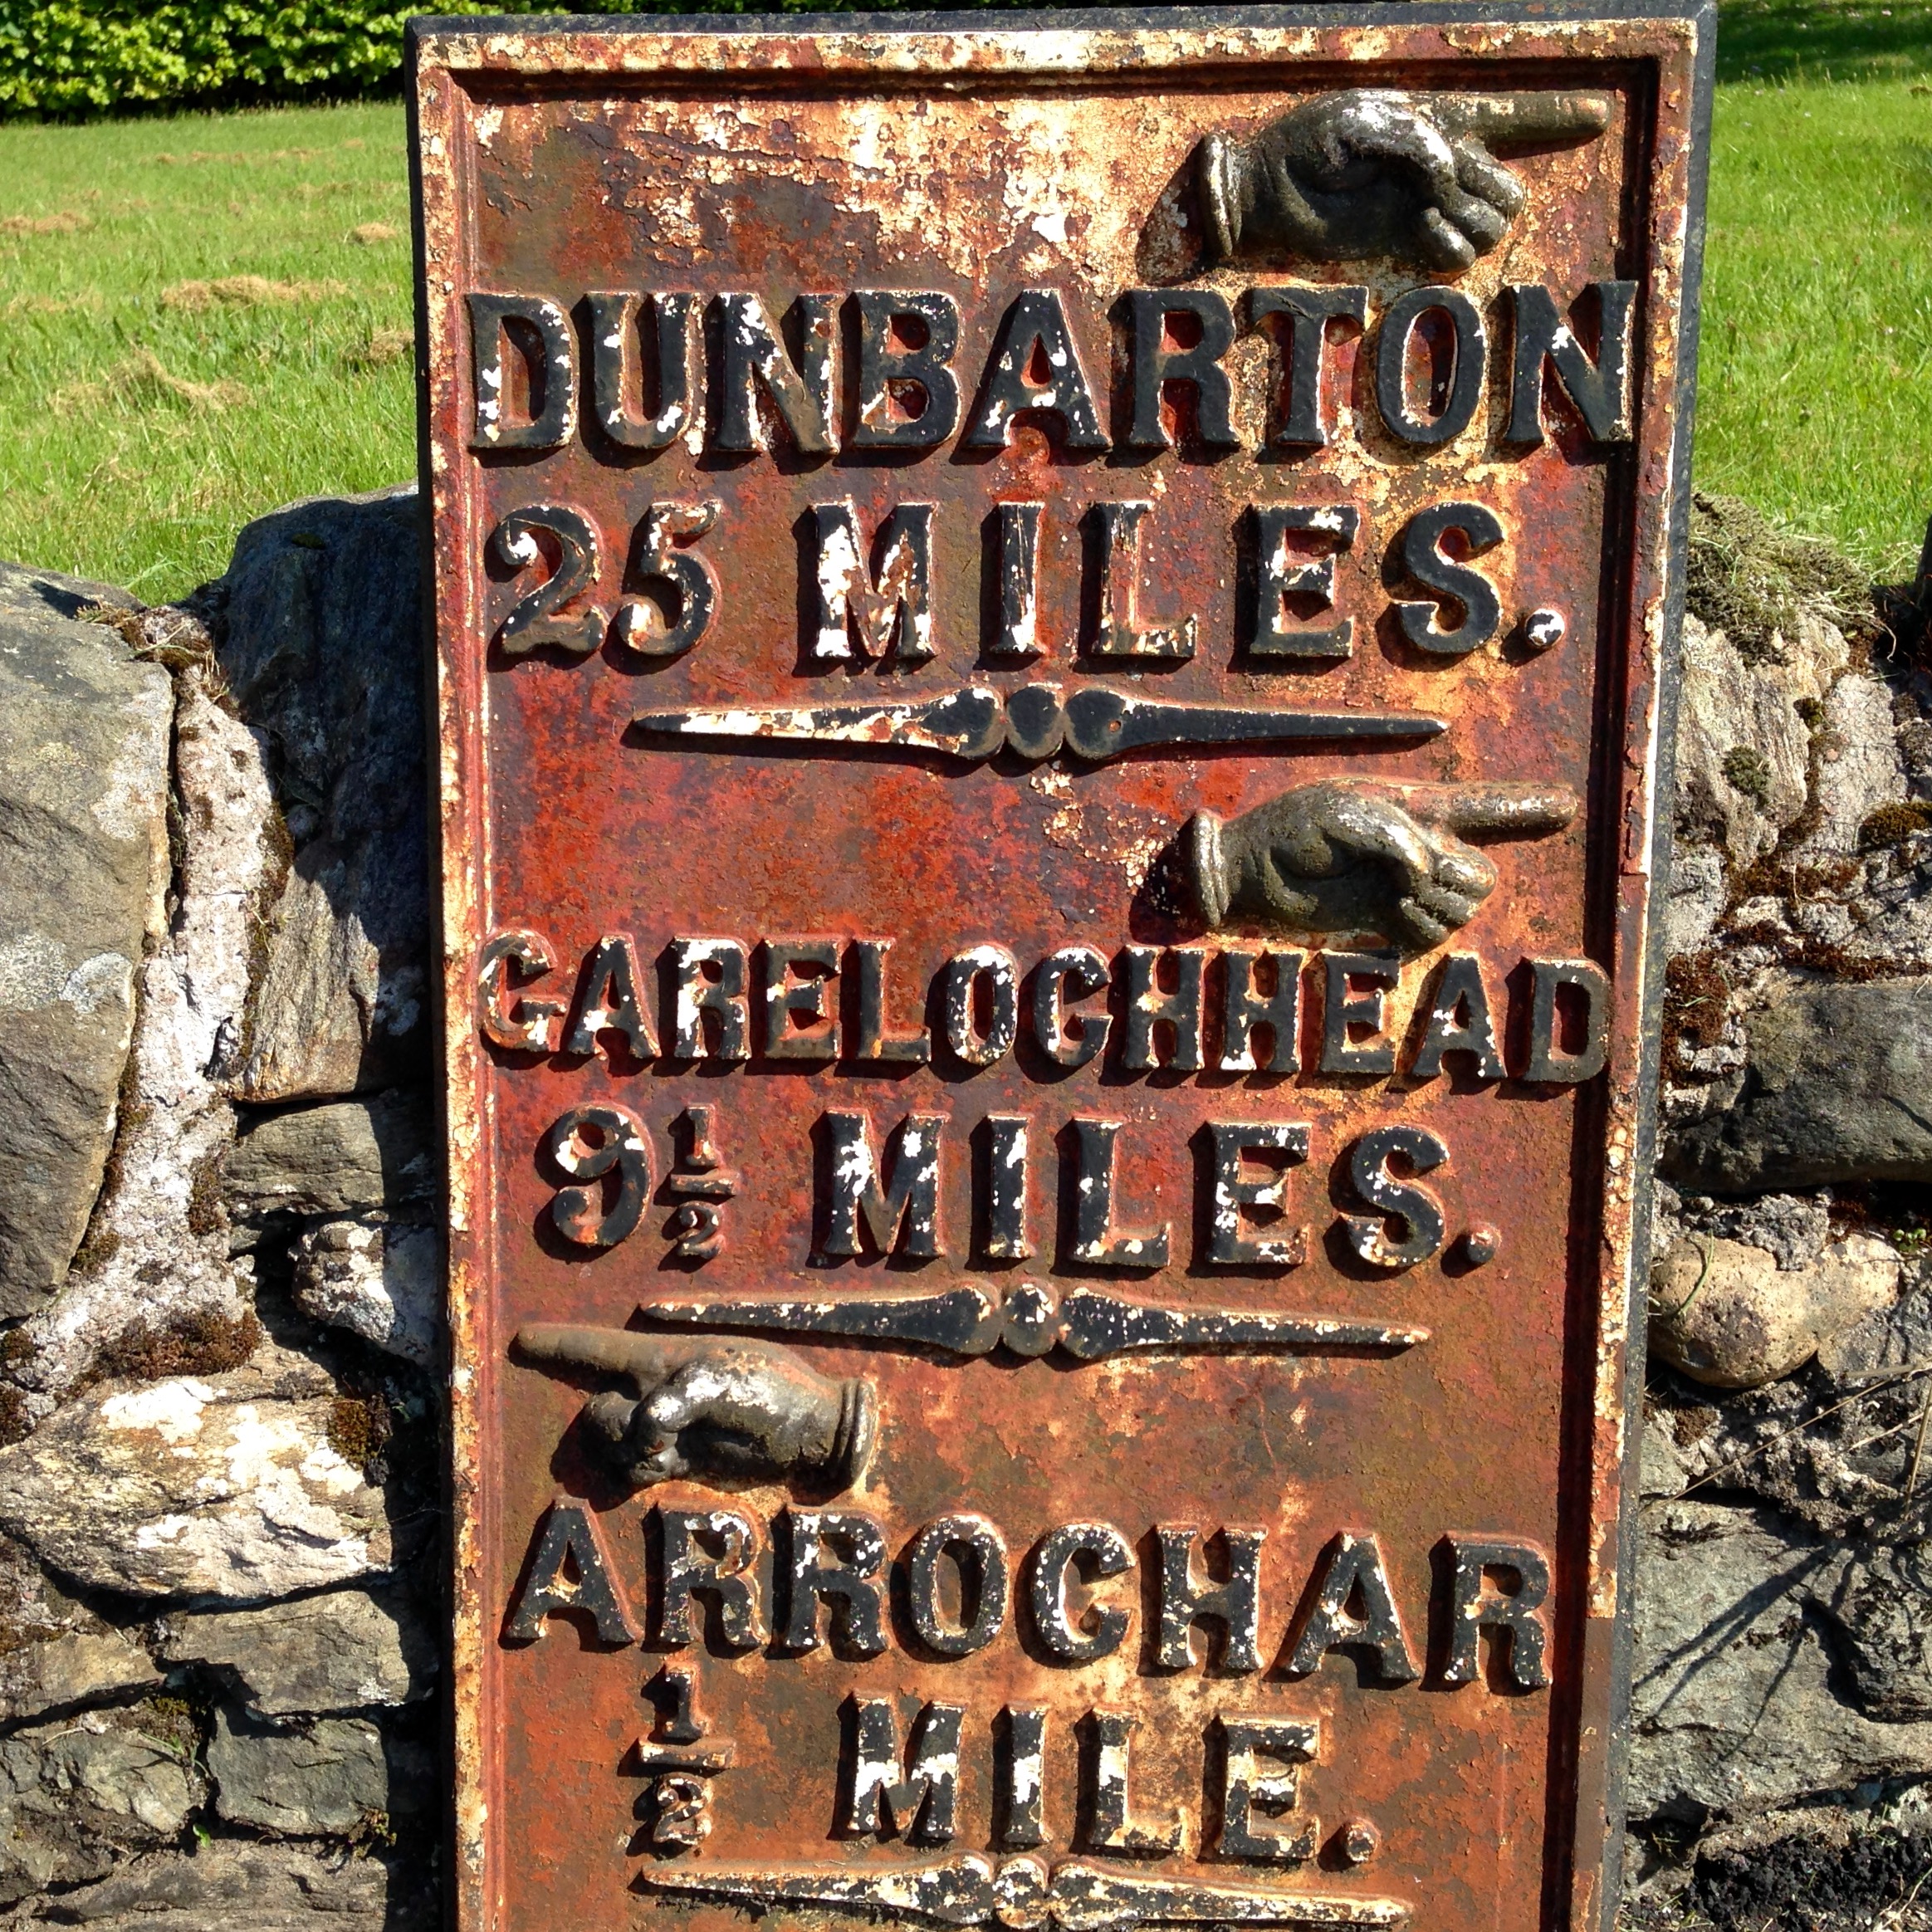 DUNBARTON
25 MILES.
GARELOCHHEAD
9½ MILES.
ARROCHAR
½ MILE.